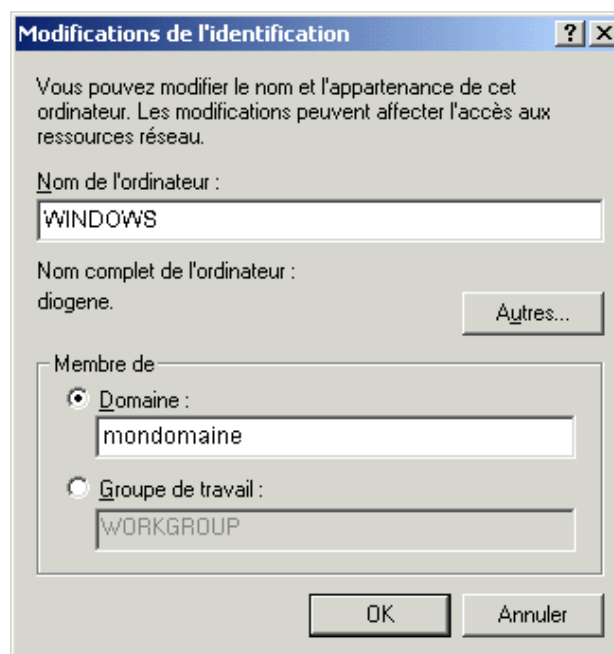 Modifications de l'identification
Vous pouvez modifier le nom et l'appartenance de cet
ordinateur. Les modifications peuvent affecter l'accès aux
ressources réseau.
Nom de l'ordinateur :
WINDOWS
Nom complet de l'ordinateur :
diogene.
Autres...
Membre de
Domaine :
mondomaine
Groupe de travail :
WORKGROUP
OK
Annuler